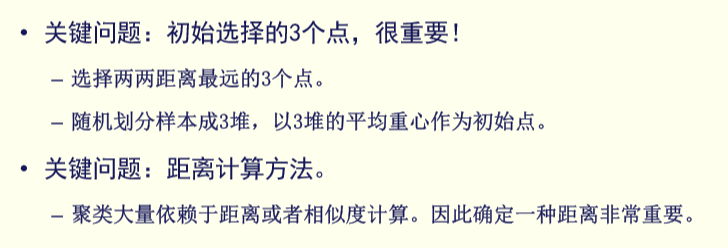 • 关键问题：初始选择的3个点，很重要！
– 选择两两距离最远的3个点。
– 随机划分样本成3堆，以3堆的平均重心作为初始点。
• 关键问题：距离计算方法。
– 聚类大量依赖于距离或者相似度计算。因此确定一种距离非常重要。